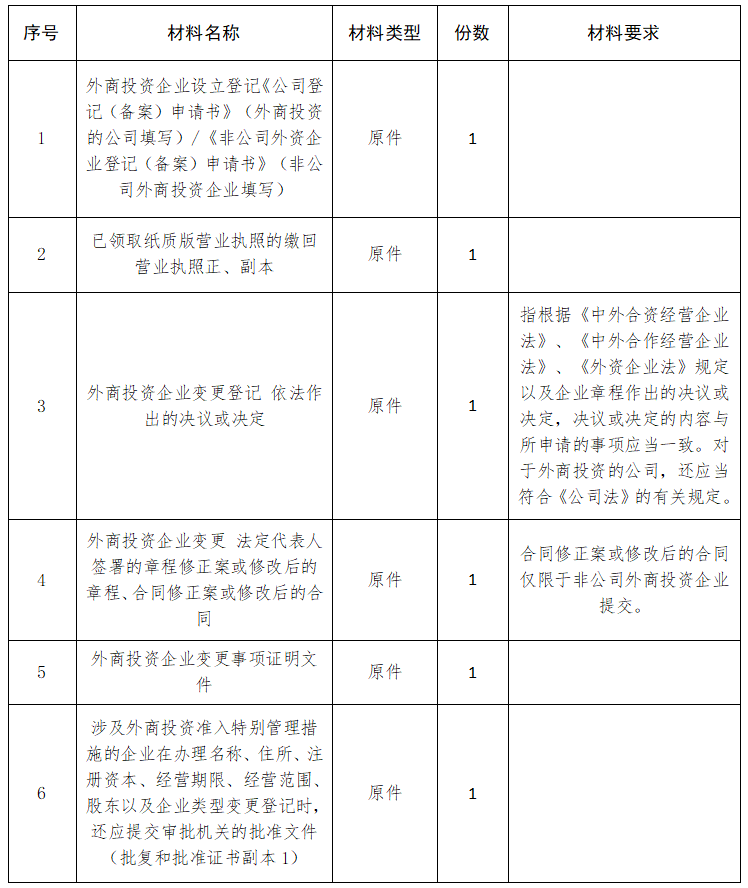 序号
材料名称
材料类型
份数
材料要求
1
外商投资企业设立登记《公司登
记（备案）申请书》（外商投资
的公司填写）/《非公司外资企
业登记（备案）申请书》（非公
司外商投资企业填写）
原件
1
2
已领取纸质版营业执照的缴回
营业执照正、副本
原件
1
3
外商投资企业变更登记 依法作
出的决议或决定
原件
1
指根据《中外合资经营企业
法》、《中外合作经营企业
法》、《外资企业法》规定
以及企业章程作出的决议或
决定，决议或决定的内容与
所申请的事项应当一致。对
于外商投资的公司，还应当
符合《公司法》的有关规定。
4
外商投资企业变更 法定代表人
签署的章程修正案或修改后的
章程、合同修正案或修改后的合
同
原件
1
合同修正案或修改后的合同
仅限于非公司外商投资企业
提交。
5
外商投资企业变更事项证明文
件
原件
1
6
涉及外商投资准入特别管理措
施的企业在办理名称、住所、注
册资本、经营期限、经营范围、
股东以及企业类型变更登记时，
还应提交审批机关的批准文件
（批复和批准证书副本1）
原件
1